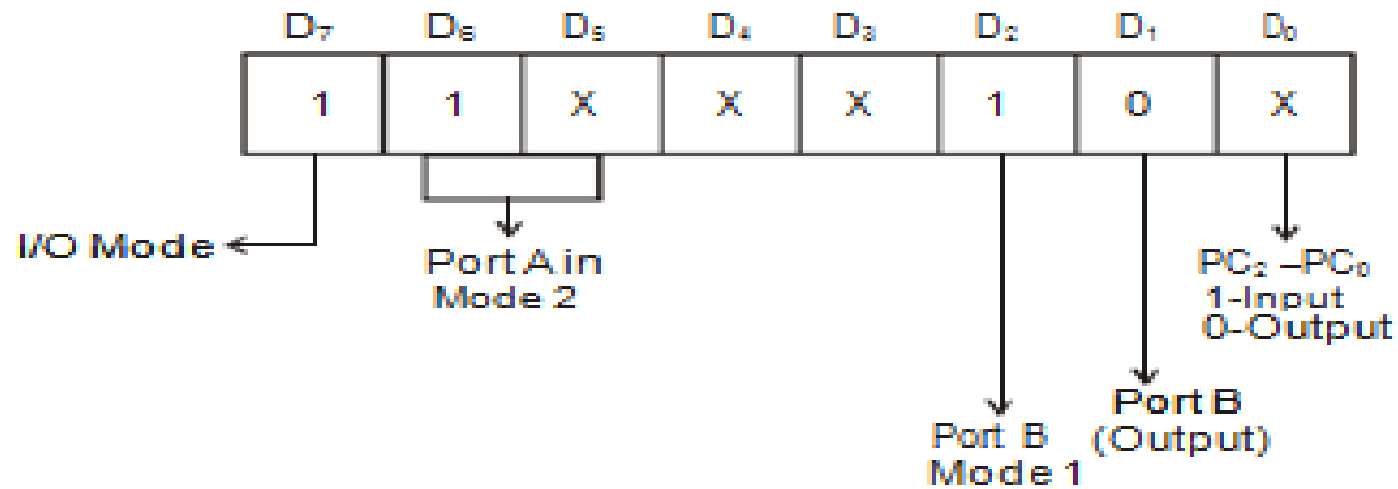 D₇ D₆ D₅ D₄ D₃ D₂ D₁ D₀
1 1 X X X 1 0 X
I/O Mode
Port A in
Mode 2
PC₂ –PC₀
1-Input
0-Output
Port B
Mode 1
Port B
(Output)